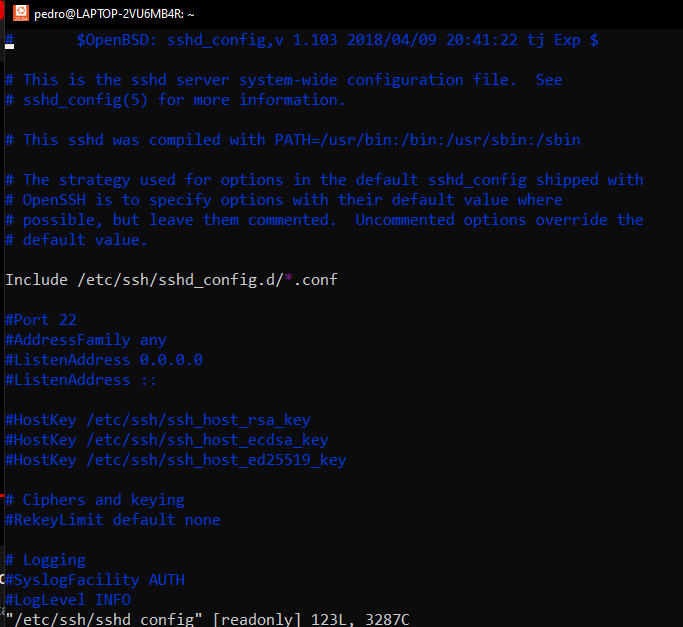 pedro@LAPTOP-2VU6MB4R: ~
#       $OpenBSD: sshd_config,v 1.103 2018/04/09 20:41:22 tj Exp $
# This is the sshd server system-wide configuration file.  See
# sshd_config(5) for more information.
# This sshd was compiled with PATH=/usr/bin:/bin:/usr/sbin:/sbin
# The strategy used for options in the default sshd_config shipped with
# OpenSSH is to specify options with their default value where
# possible, but leave them commented.  Uncommented options override the
# default value.
Include /etc/ssh/sshd_config.d/*.conf
#Port 22
#AddressFamily any
#ListenAddress 0.0.0.0
#ListenAddress ::
#HostKey /etc/ssh/ssh_host_rsa_key
#HostKey /etc/ssh/ssh_host_ecdsa_key
#HostKey /etc/ssh/ssh_host_ed25519_key
# Ciphers and keying
#RekeyLimit default none
# Logging
#SyslogFacility AUTH
#LogLevel INFO
"/etc/ssh/sshd_config" [readonly] 123L, 3287C